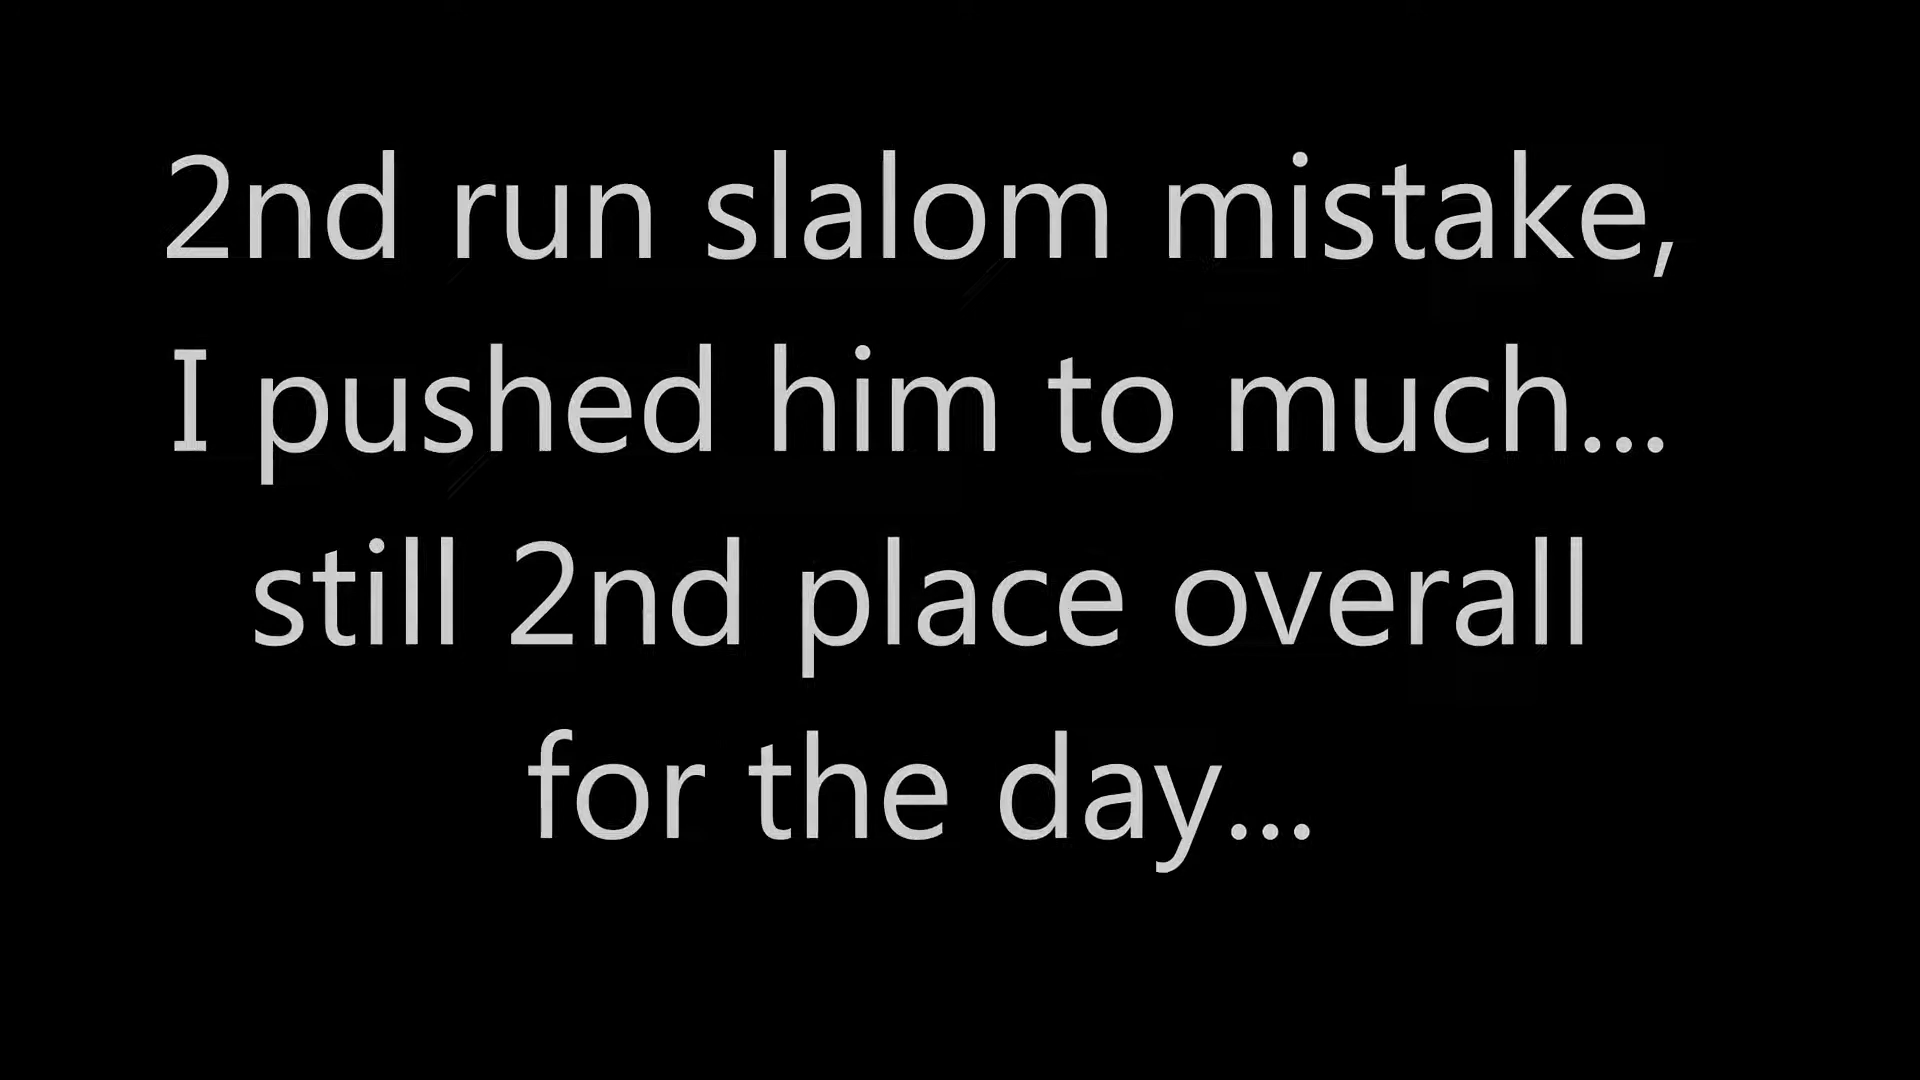 2nd run slalom mistake,
I pushed him to much...
still 2nd place overall
for the day...